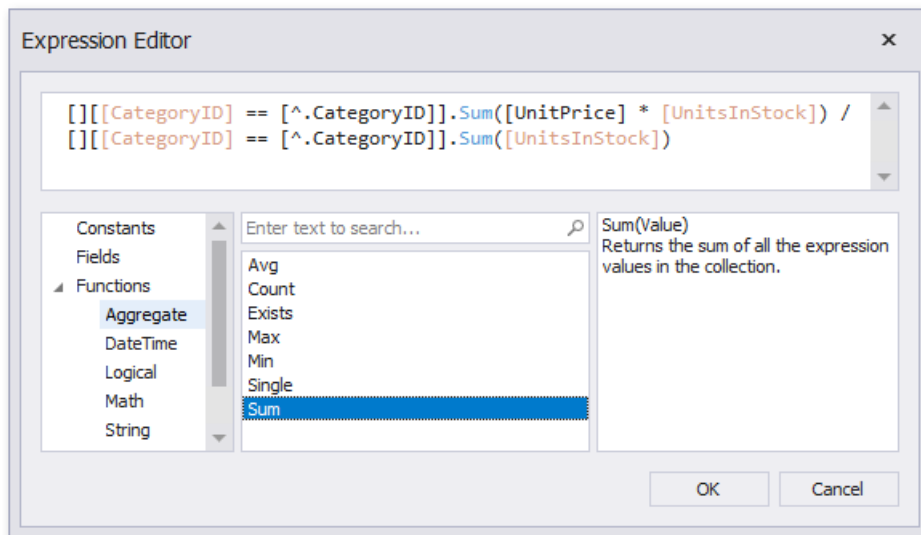 Expression Editor
[][[CategoryID] == [^.CategoryID]].Sum([UnitPrice] * [UnitsInStock]) /
[][[CategoryID] == [^.CategoryID]].Sum([UnitsInStock])
Constants
Fields
Functions
Aggregate
DateTime
Logical
Math
String
Enter text to search...
Avg
Count
Exists
Max
Min
Single
Sum
Sum(Value)
Returns the sum of all the expression
values in the collection.
OK
Cancel